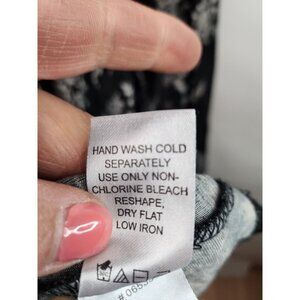 HAND WASH COLD
SEPARATELY
USE ONLY NON-
CHLORINE BLEACH
RESHAPE,
DRY FLAT
LOW IRON